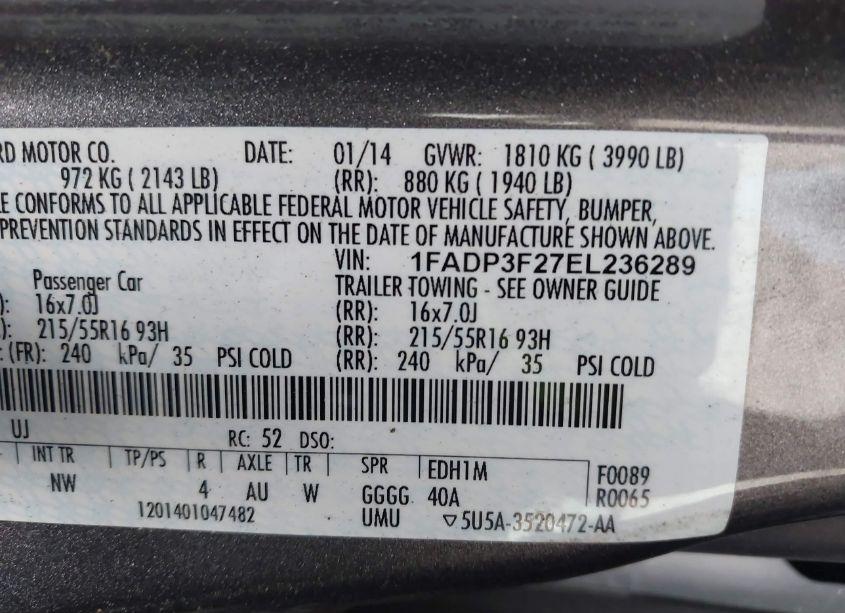 RD MOTOR CO. DATE: 01/14 GVWR: 1810 KG ( 3990 LB)
972 KG ( 2143 LB) (RR): 880 KG ( 1940 LB)
LE CONFORMS TO ALL APPLICABLE FEDERAL MOTOR VEHICLE SAFETY, BUMPER,
PREVENTION STANDARDS IN EFFECT ON THE DATE OF MANUFACTURE SHOWN ABOVE.
VIN: 1FADP3F27EL236289
Passenger Car TRAILER TOWING - SEE OWNER GUIDE
): 16x7.0J (RR): 16x7.0J
): 215/55R16 93H (RR): 215/55R16 93H
: (FR): 240 kPa/ 35 PSI COLD (RR): 240 kPa/ 35 PSI COLD
UJ RC: 52 DSO:
INT TR TP/PS R AXLE TR SPR EDH1M F0089
NW 4 AU W GGGG 40A R0065
1201401047482 UMU ▽5U5A-3520472-AA